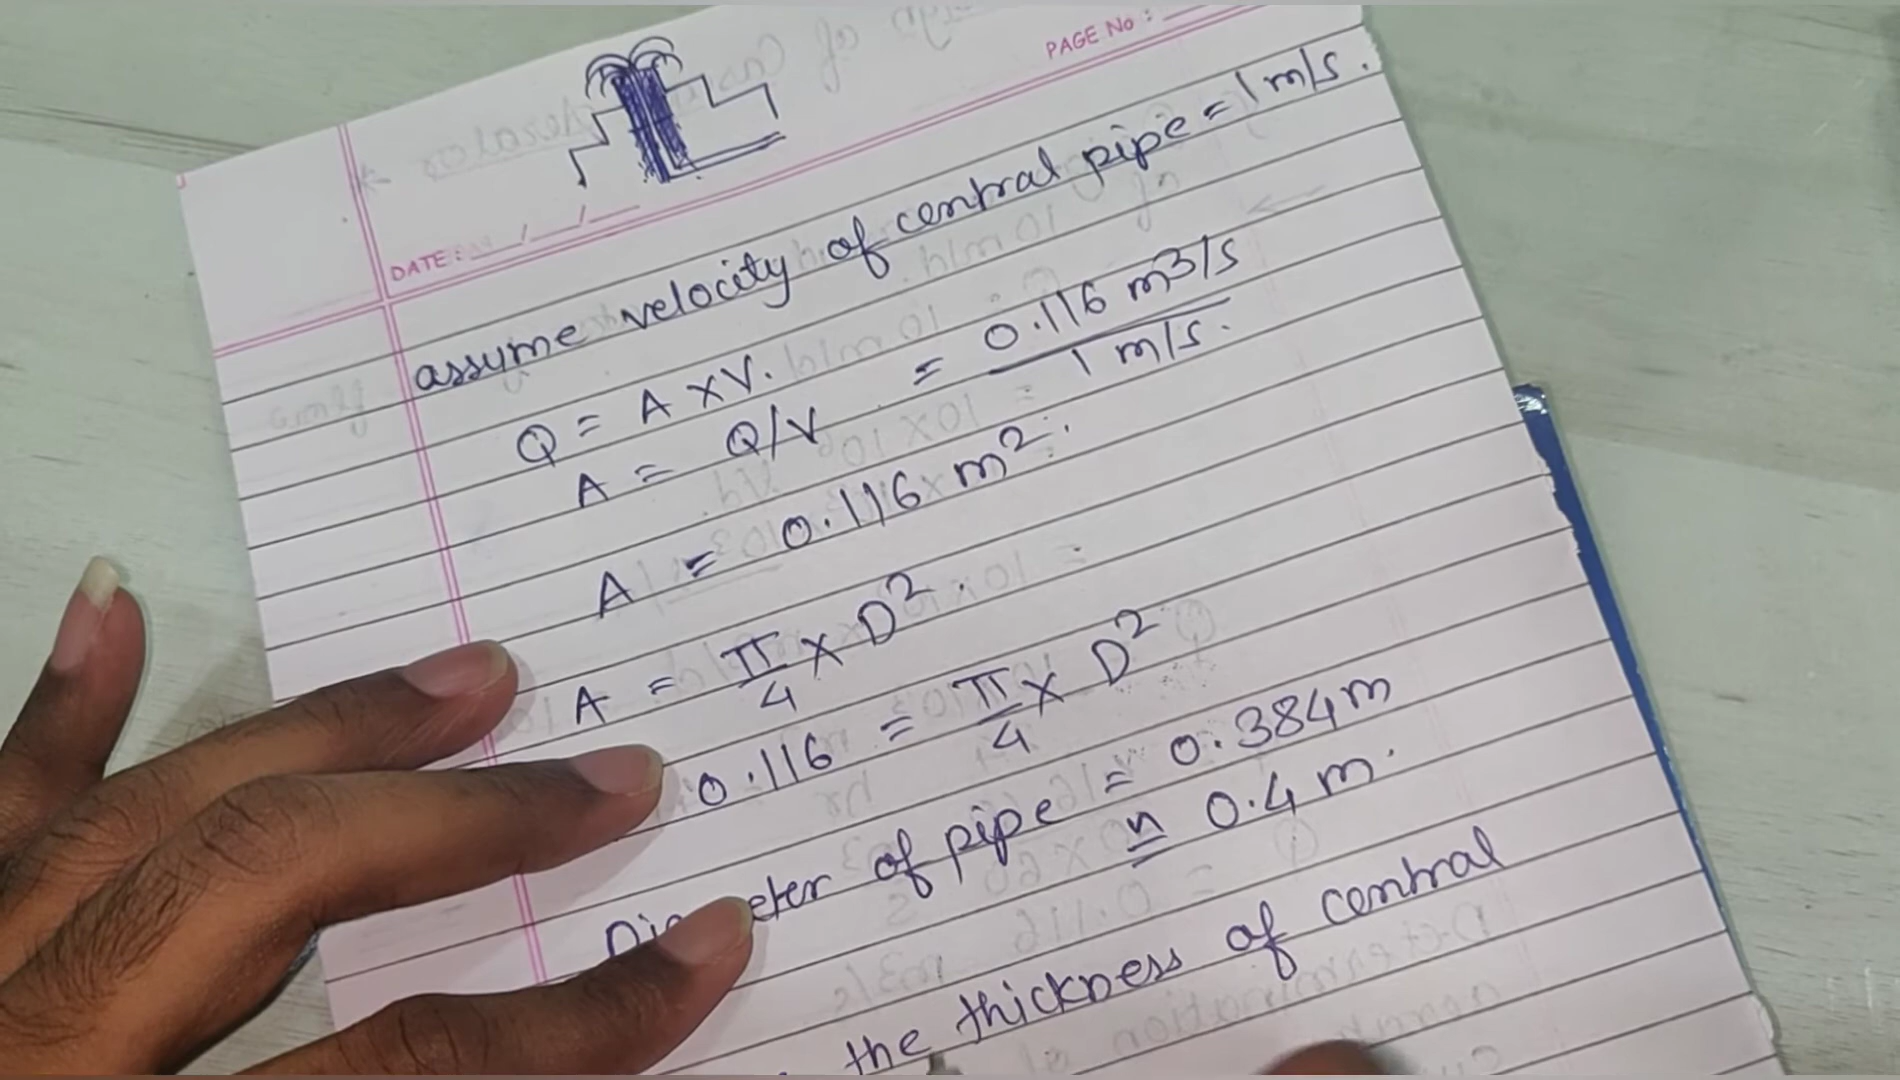 PAGE No :
DATE :
assume velocity of central pipe = 1 m/s.
Q = A x V.
A = Q/V = 0.116 m3/s
1 m/s.
A = 0.116 m2.
A = π/4 x D2.
0.116 = π/4 x D2
of pipe = 0.384m
≃ 0.4 m.
the thickness of central